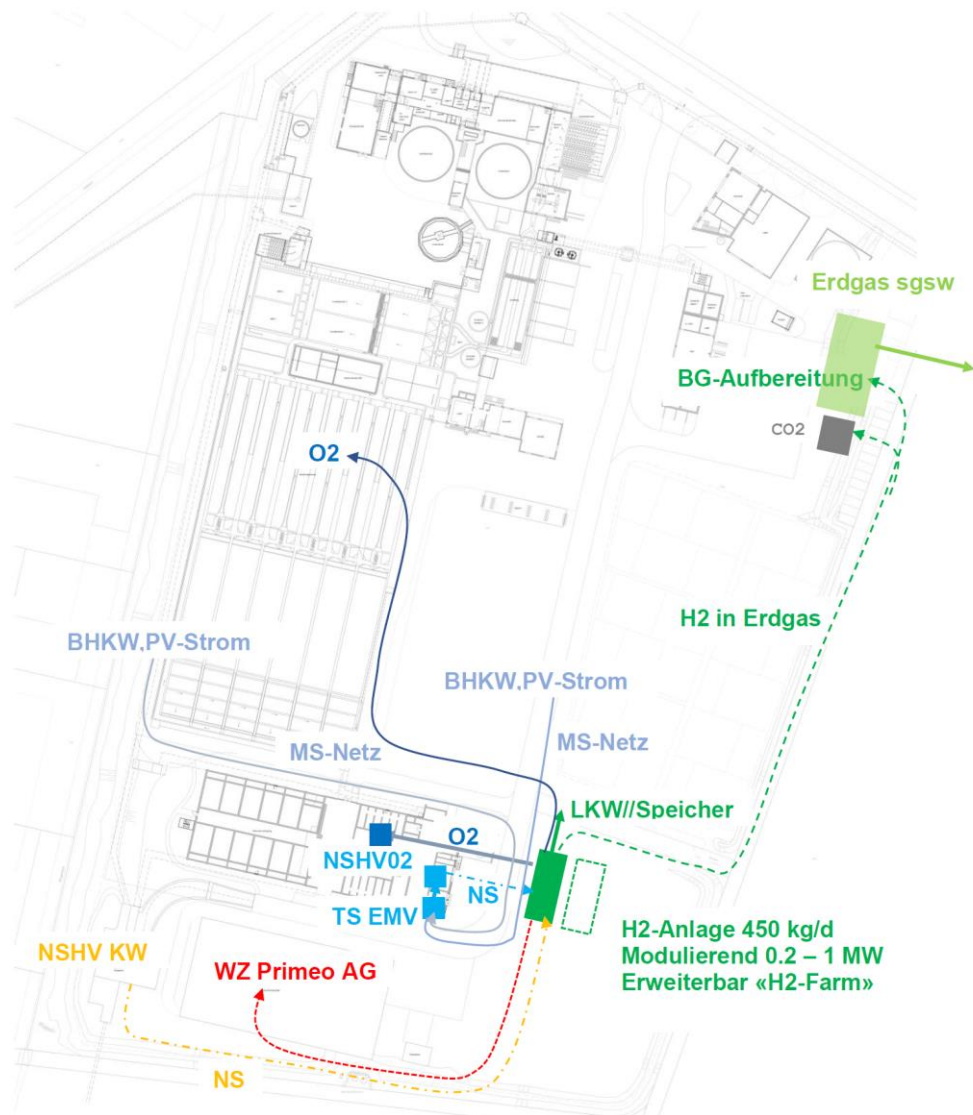 Erdgas sgsw
BG-Aufbereitung
CO2
O2
H2 in Erdgas
BHKW,PV-Strom
BHKW,PV-Strom
MS-Netz
MS-Netz
LKW//Speicher
O2
NSHV02
NS
TS EMV
H2-Anlage 450 kg/d
Modulierend 0.2 – 1 MW
Erweiterbar «H2-Farm»
NSHV KW
WZ Primeo AG
NS